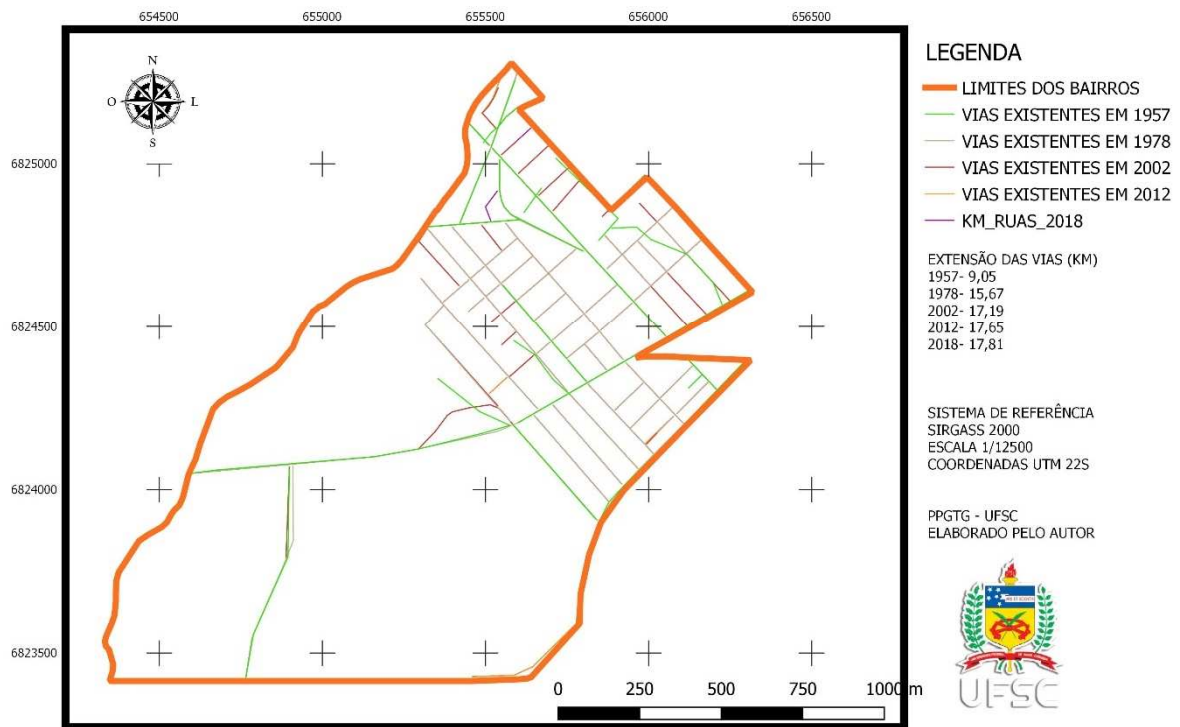 654500 655000 655500 656000 656500
N
O L
S
6825000
6824500
6824000
6823500
0 250 500 750 1000 m
LEGENDA
LIMITES DOS BAIRROS
VIAS EXISTENTES EM 1957
VIAS EXISTENTES EM 1978
VIAS EXISTENTES EM 2002
VIAS EXISTENTES EM 2012
KM_RUAS_2018
EXTENSÃO DAS VIAS (KM)
1957- 9,05
1978- 15,67
2002- 17,19
2012- 17,65
2018- 17,81
SISTEMA DE REFERÊNCIA
SIRGASS 2000
ESCALA 1/12500
COORDENADAS UTM 22S
PPGTG - UFSC
ELABORADO PELO AUTOR
UFSC